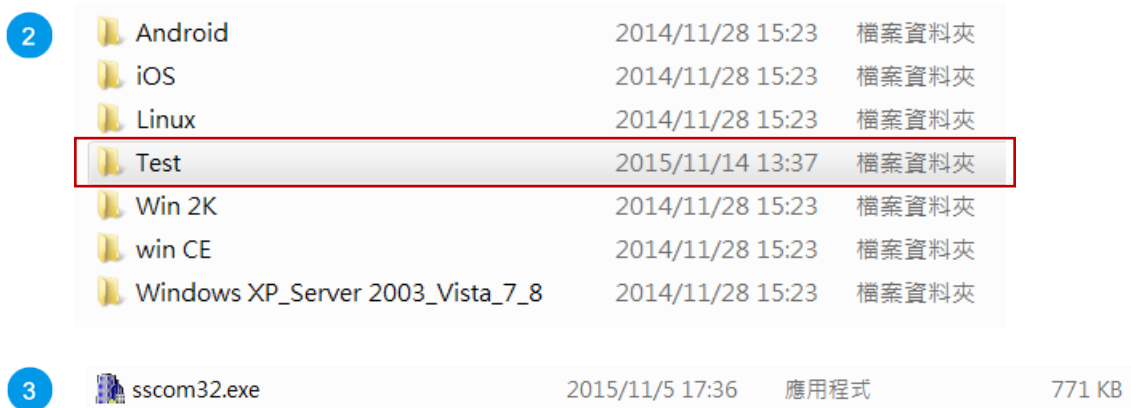 2 Android 2014/11/28 15:23 檔案資料夾
iOS 2014/11/28 15:23 檔案資料夾
Linux 2014/11/28 15:23 檔案資料夾
Test 2015/11/14 13:37 檔案資料夾
Win 2K 2014/11/28 15:23 檔案資料夾
win CE 2014/11/28 15:23 檔案資料夾
Windows XP_Server 2003_Vista_7_8 2014/11/28 15:23 檔案資料夾
3 sscom32.exe 2015/11/5 17:36 應用程式 771 KB